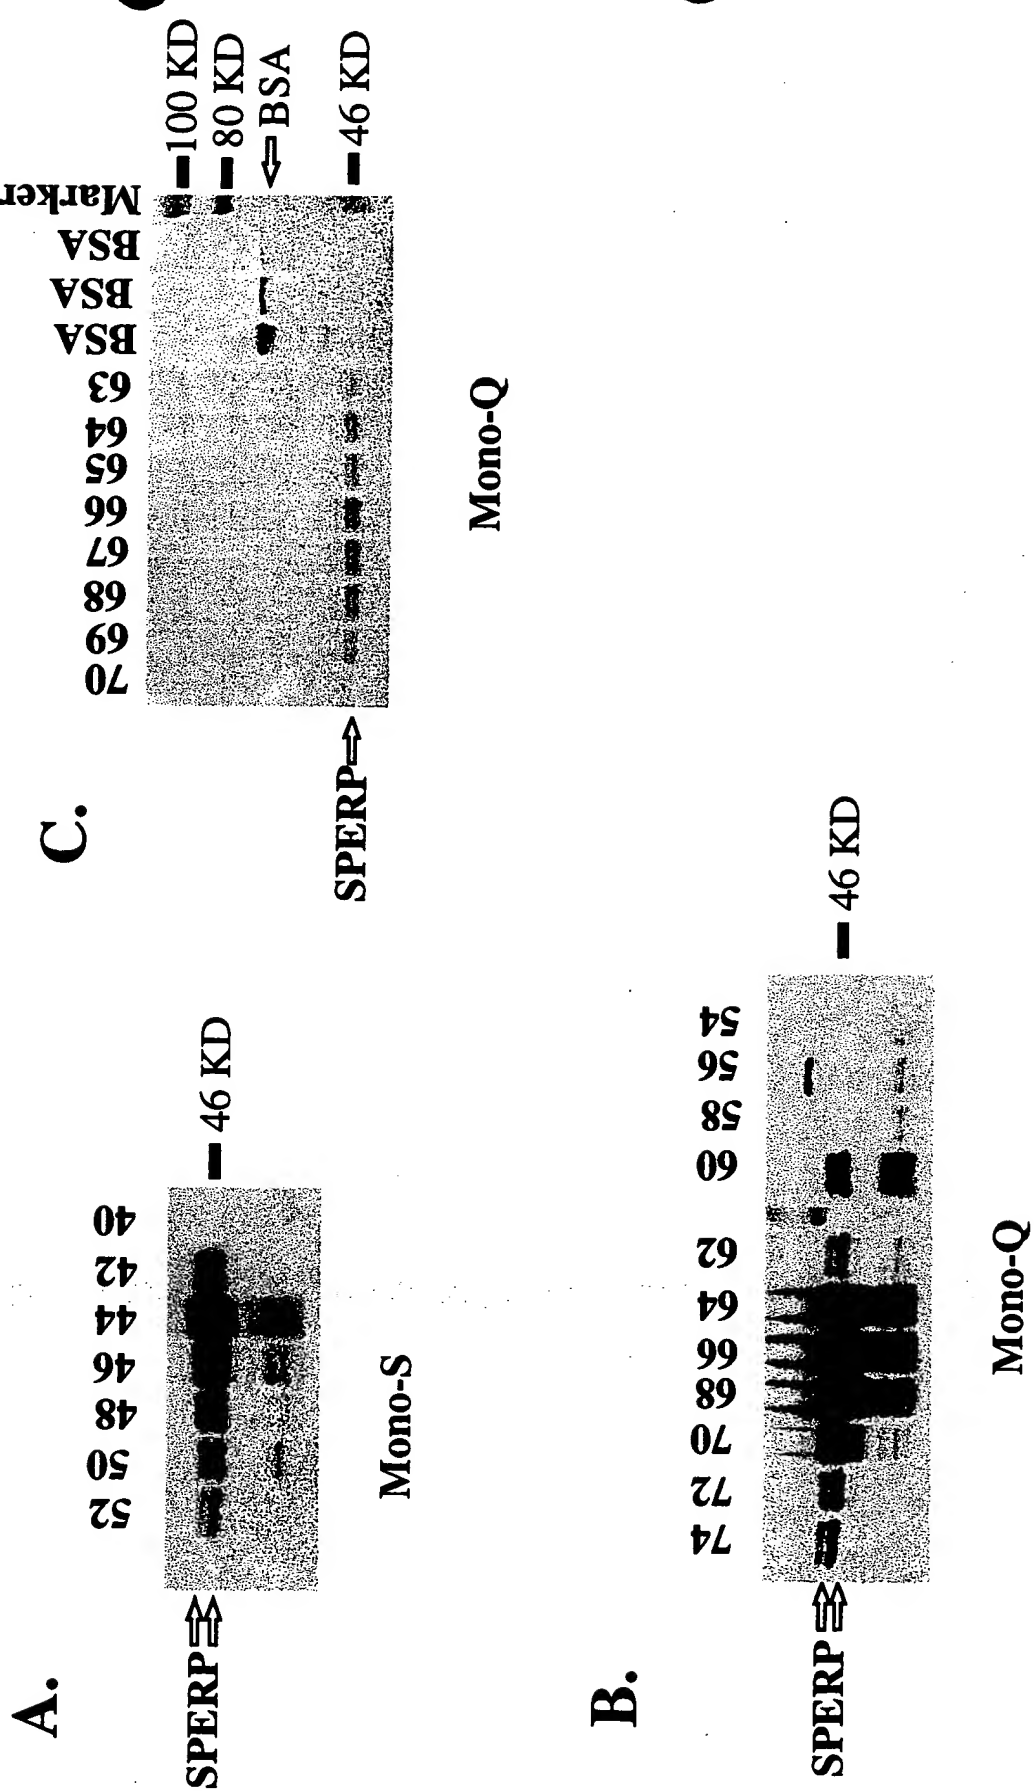 A.
52 50 48 46 44 42 40
SPERP
46 KD
Mono-S
B.
74 72 70 68 66 64 62 60 58 56 54
SPERP
46 KD
Mono-Q
C.
70 69 68 67 66 65 64 63 BSA BSA BSA Marker
100 KD
80 KD
BSA
SPERP
46 KD
Mono-Q